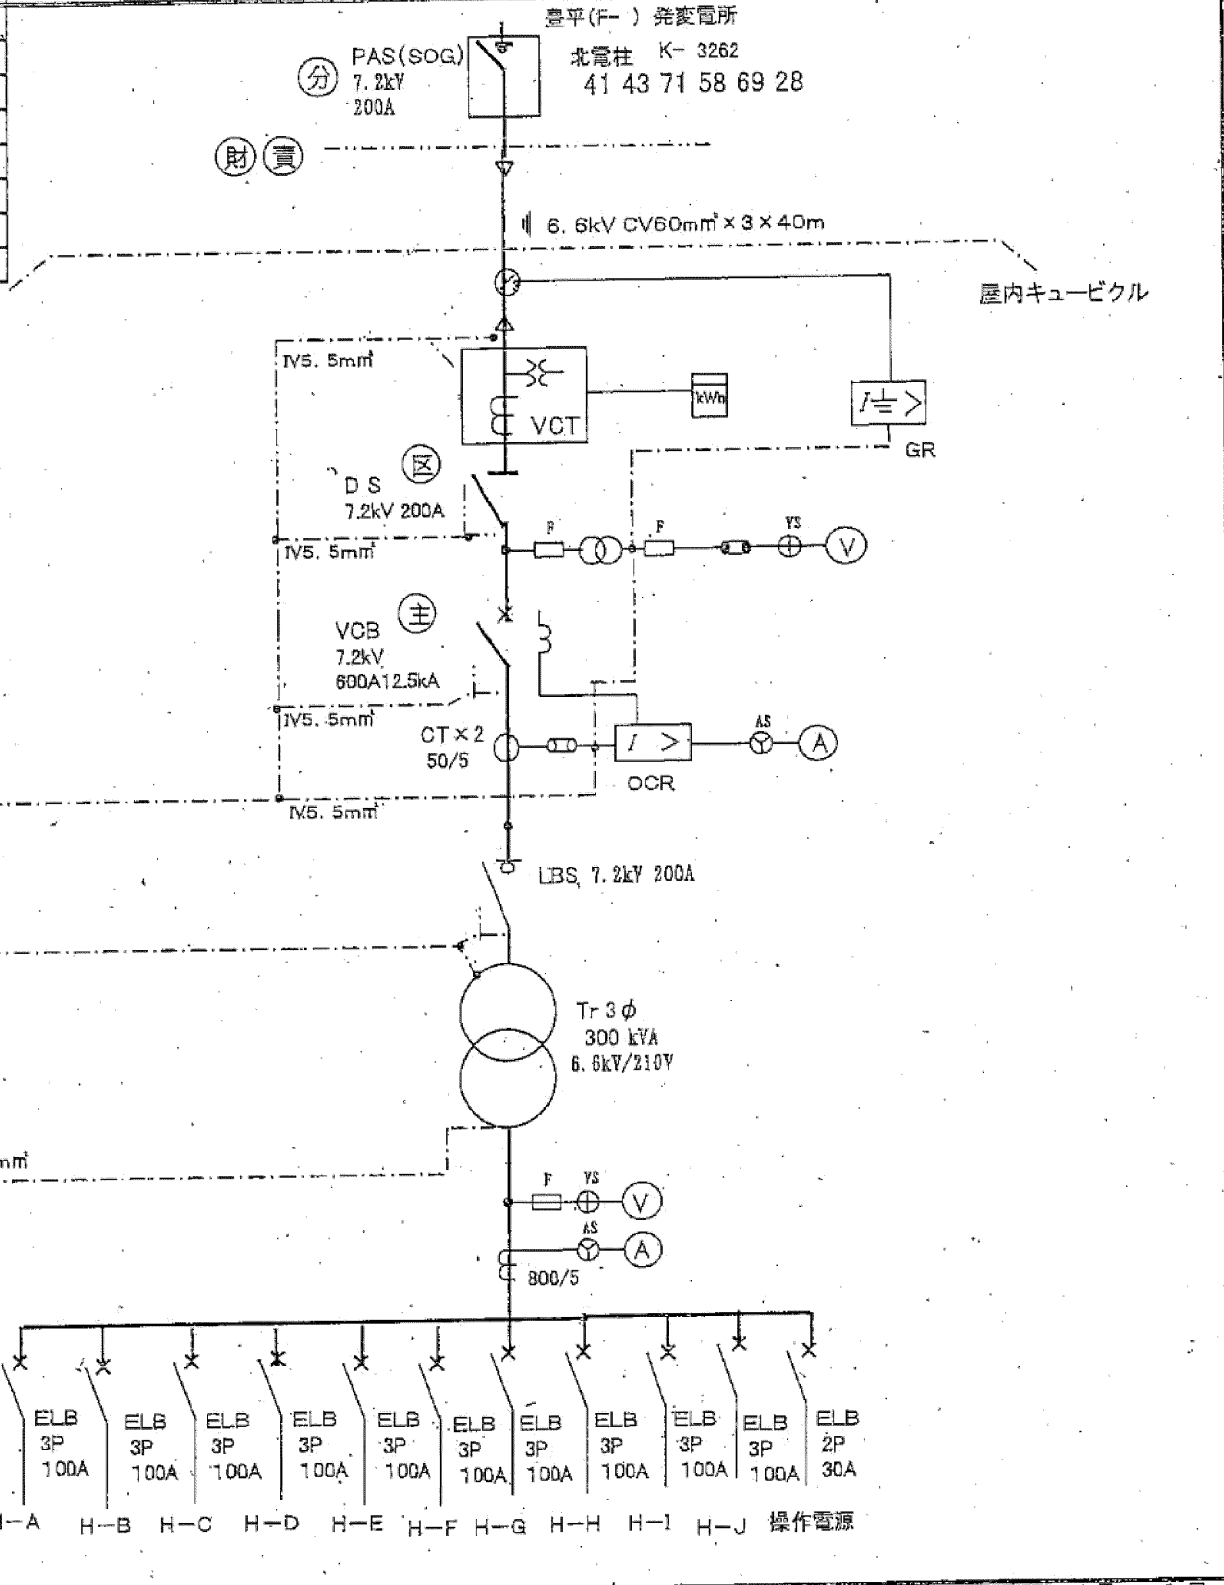 豊平(F- ) 発変電所
北電柱 K- 3262
41 43 71 58 69 28
分
PAS(SOG)
7.2kV
200A
財 責
6.6kV CV60mm²×3×40m
屋内キュービクル
IV5.5mm²
VCT
kWh
I >
GR
区
DS
7.2kV 200A
IV5.5mm²
F
F
VS
V
主
VCB
7.2kV
600A12.5kA
IV5.5mm²
CT×2
50/5
I >
OCR
AS
A
IV5.5mm²
LBS 7.2kV 200A
Tr 3φ
300 kVA
6.6kV/210V
mm²
F
VS
V
AS
A
800/5
ELB
3P
100A
ELB
3P
100A
ELB
3P
100A
ELB
3P
100A
ELB
3P
100A
ELB
3P
100A
ELB
3P
100A
ELB
3P
100A
ELB
3P
100A
ELB
3P
100A
ELB
2P
30A
H-A H-B H-C H-D H-E H-F H-G H-H H-I H-J 操作電源